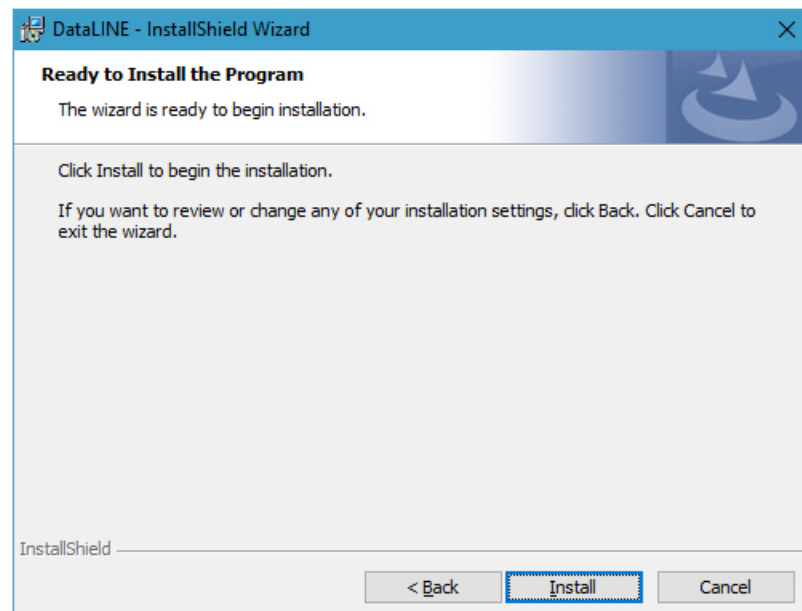 DataLINE - InstallShield Wizard
Ready to Install the Program
The wizard is ready to begin installation.
Click Install to begin the installation.
If you want to review or change any of your installation settings, click Back. Click Cancel to
exit the wizard.
InstallShield
< Back
Install
Cancel